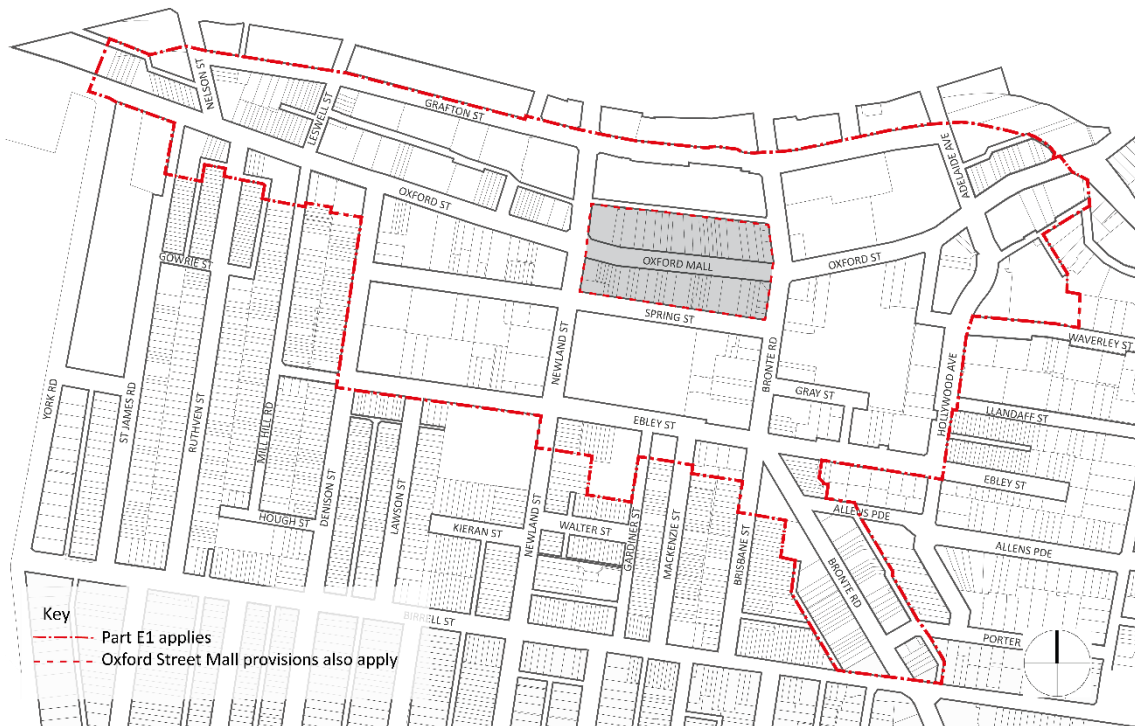 NELSON ST
LESWELL ST
GRAFTON ST
ADELAIDE AVE
OXFORD ST
OXFORD MALL
OXFORD ST
GOWRIE ST
SPRING ST
NEWLAND ST
BRONTE RD
WAVERLEY ST
YORK RD
ST JAMES RD
RUTHVEN ST
MILL HILL RD
GRAY ST
HOLLYWOOD AVE
LLANDAFF ST
EBLEY ST
EBLEY ST
DENISON ST
LAWSON ST
HOUGH ST
KIERAN ST
NEWLAND ST
WALTER ST
GARDINER ST
MACKENZIE ST
BRISBANE ST
ALLENS PDE
ALLENS PDE
BRONTE RD
BIRRELL ST
PORTER
Key
Part E1 applies
Oxford Street Mall provisions also apply